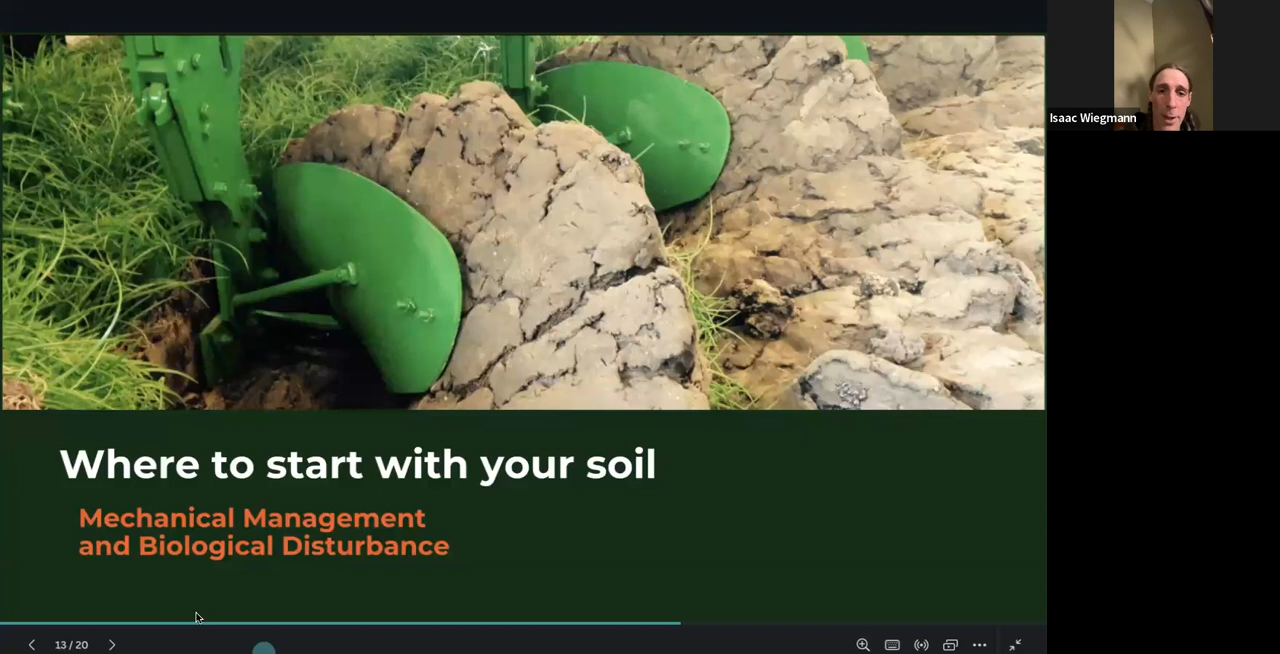 Isaac Wiegmann
Where to start with your soil
Mechanical Management
and Biological Disturbance
13 / 20